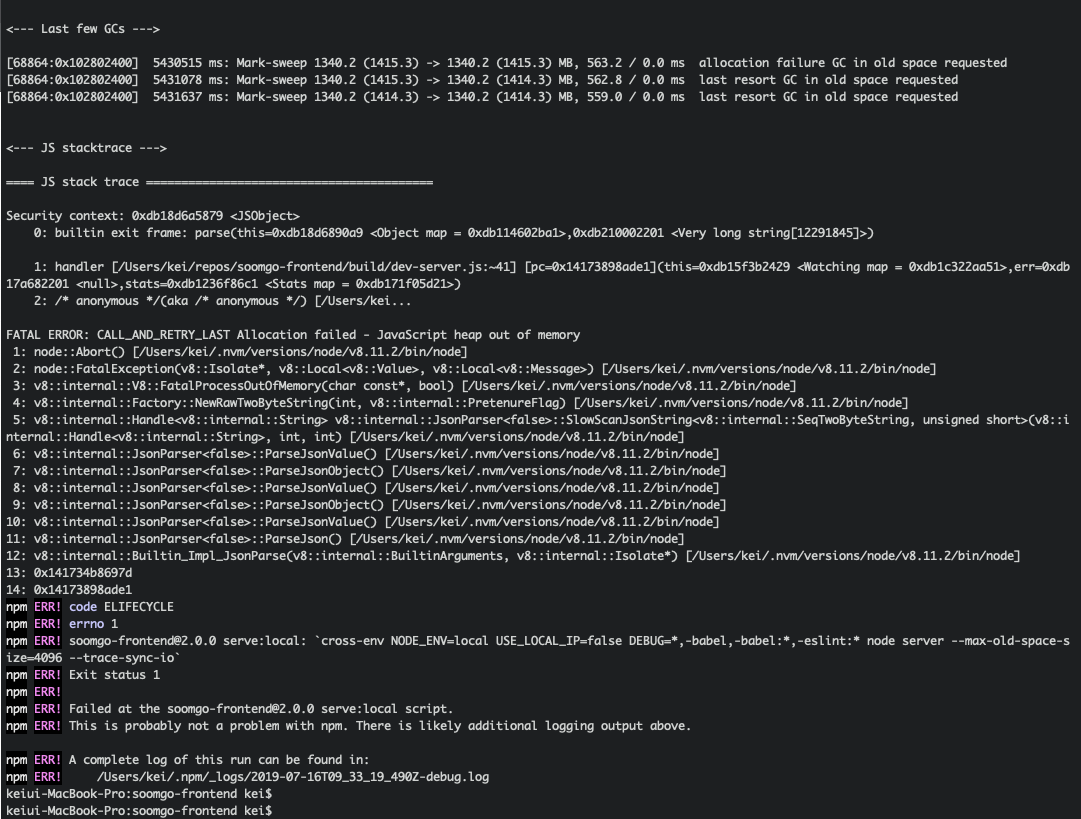 <--- Last few GCs --->
[68864:0x102802400]  5430515 ms: Mark-sweep 1340.2 (1415.3) -> 1340.2 (1415.3) MB, 563.2 / 0.0 ms  allocation failure GC in old space requested
[68864:0x102802400]  5431078 ms: Mark-sweep 1340.2 (1415.3) -> 1340.2 (1414.3) MB, 562.8 / 0.0 ms  last resort GC in old space requested
[68864:0x102802400]  5431637 ms: Mark-sweep 1340.2 (1414.3) -> 1340.2 (1414.3) MB, 559.0 / 0.0 ms  last resort GC in old space requested
<--- JS stacktrace --->
==== JS stack trace =========================================
Security context: 0xdb18d6a5879 <JSObject>
    0: builtin exit frame: parse(this=0xdb18d6890a9 <Object map = 0xdb114602ba1>,0xdb210002201 <Very long string[12291845]>)
    1: handler [/Users/kei/repos/soomgo-frontend/build/dev-server.js:~41] [pc=0x14173898ade1](this=0xdb15f3b2429 <Watching map = 0xdb1c322aa51>,err=0xdb
17a682201 <null>,stats=0xdb1236f86c1 <Stats map = 0xdb171f05d21>)
    2: /* anonymous */(aka /* anonymous */) [/Users/kei...
FATAL ERROR: CALL_AND_RETRY_LAST Allocation failed - JavaScript heap out of memory
 1: node::Abort() [/Users/kei/.nvm/versions/node/v8.11.2/bin/node]
 2: node::FatalException(v8::Isolate*, v8::Local<v8::Value>, v8::Local<v8::Message>) [/Users/kei/.nvm/versions/node/v8.11.2/bin/node]
 3: v8::internal::V8::FatalProcessOutOfMemory(char const*, bool) [/Users/kei/.nvm/versions/node/v8.11.2/bin/node]
 4: v8::internal::Factory::NewRawTwoByteString(int, v8::internal::PretenureFlag) [/Users/kei/.nvm/versions/node/v8.11.2/bin/node]
 5: v8::internal::Handle<v8::internal::String> v8::internal::JsonParser<false>::SlowScanJsonString<v8::internal::SeqTwoByteString, unsigned short>(v8::i
nternal::Handle<v8::internal::String>, int, int) [/Users/kei/.nvm/versions/node/v8.11.2/bin/node]
 6: v8::internal::JsonParser<false>::ParseJsonValue() [/Users/kei/.nvm/versions/node/v8.11.2/bin/node]
 7: v8::internal::JsonParser<false>::ParseJsonObject() [/Users/kei/.nvm/versions/node/v8.11.2/bin/node]
 8: v8::internal::JsonParser<false>::ParseJsonValue() [/Users/kei/.nvm/versions/node/v8.11.2/bin/node]
 9: v8::internal::JsonParser<false>::ParseJsonObject() [/Users/kei/.nvm/versions/node/v8.11.2/bin/node]
10: v8::internal::JsonParser<false>::ParseJsonValue() [/Users/kei/.nvm/versions/node/v8.11.2/bin/node]
11: v8::internal::JsonParser<false>::ParseJson() [/Users/kei/.nvm/versions/node/v8.11.2/bin/node]
12: v8::internal::Builtin_Impl_JsonParse(v8::internal::BuiltinArguments, v8::internal::Isolate*) [/Users/kei/.nvm/versions/node/v8.11.2/bin/node]
13: 0x141734b8697d
14: 0x14173898ade1
npm ERR! code ELIFECYCLE
npm ERR! errno 1
npm ERR! soomgo-frontend@2.0.0 serve:local: `cross-env NODE_ENV=local USE_LOCAL_IP=false DEBUG=*,-babel,-babel:*,-eslint:* node server --max-old-space-s
ize=4096 --trace-sync-io`
npm ERR! Exit status 1
npm ERR!
npm ERR! Failed at the soomgo-frontend@2.0.0 serve:local script.
npm ERR! This is probably not a problem with npm. There is likely additional logging output above.
npm ERR! A complete log of this run can be found in:
npm ERR!     /Users/kei/.npm/_logs/2019-07-16T09_33_19_490Z-debug.log
keiui-MacBook-Pro:soomgo-frontend kei$
keiui-MacBook-Pro:soomgo-frontend kei$